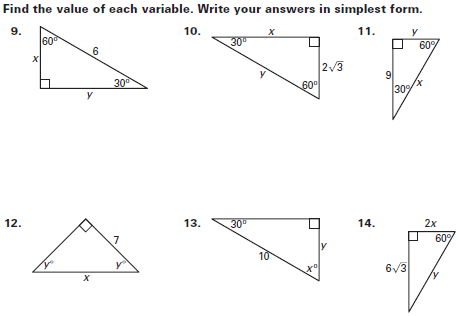 Find the value of each variable. Write your answers in simplest form.
9. 60° 6 x 30° y
10. x 30° 2√3 y 60°
11. y 60° 9 x 30°
12. 7 y° y° x
13. 30° y 10 x°
14. 2x 60° 6√3 y